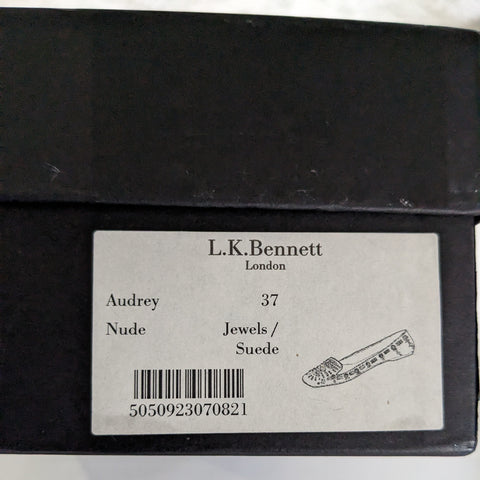 L.K.Bennett
London
Audrey 37
Nude Jewels /
Suede
5050923070821